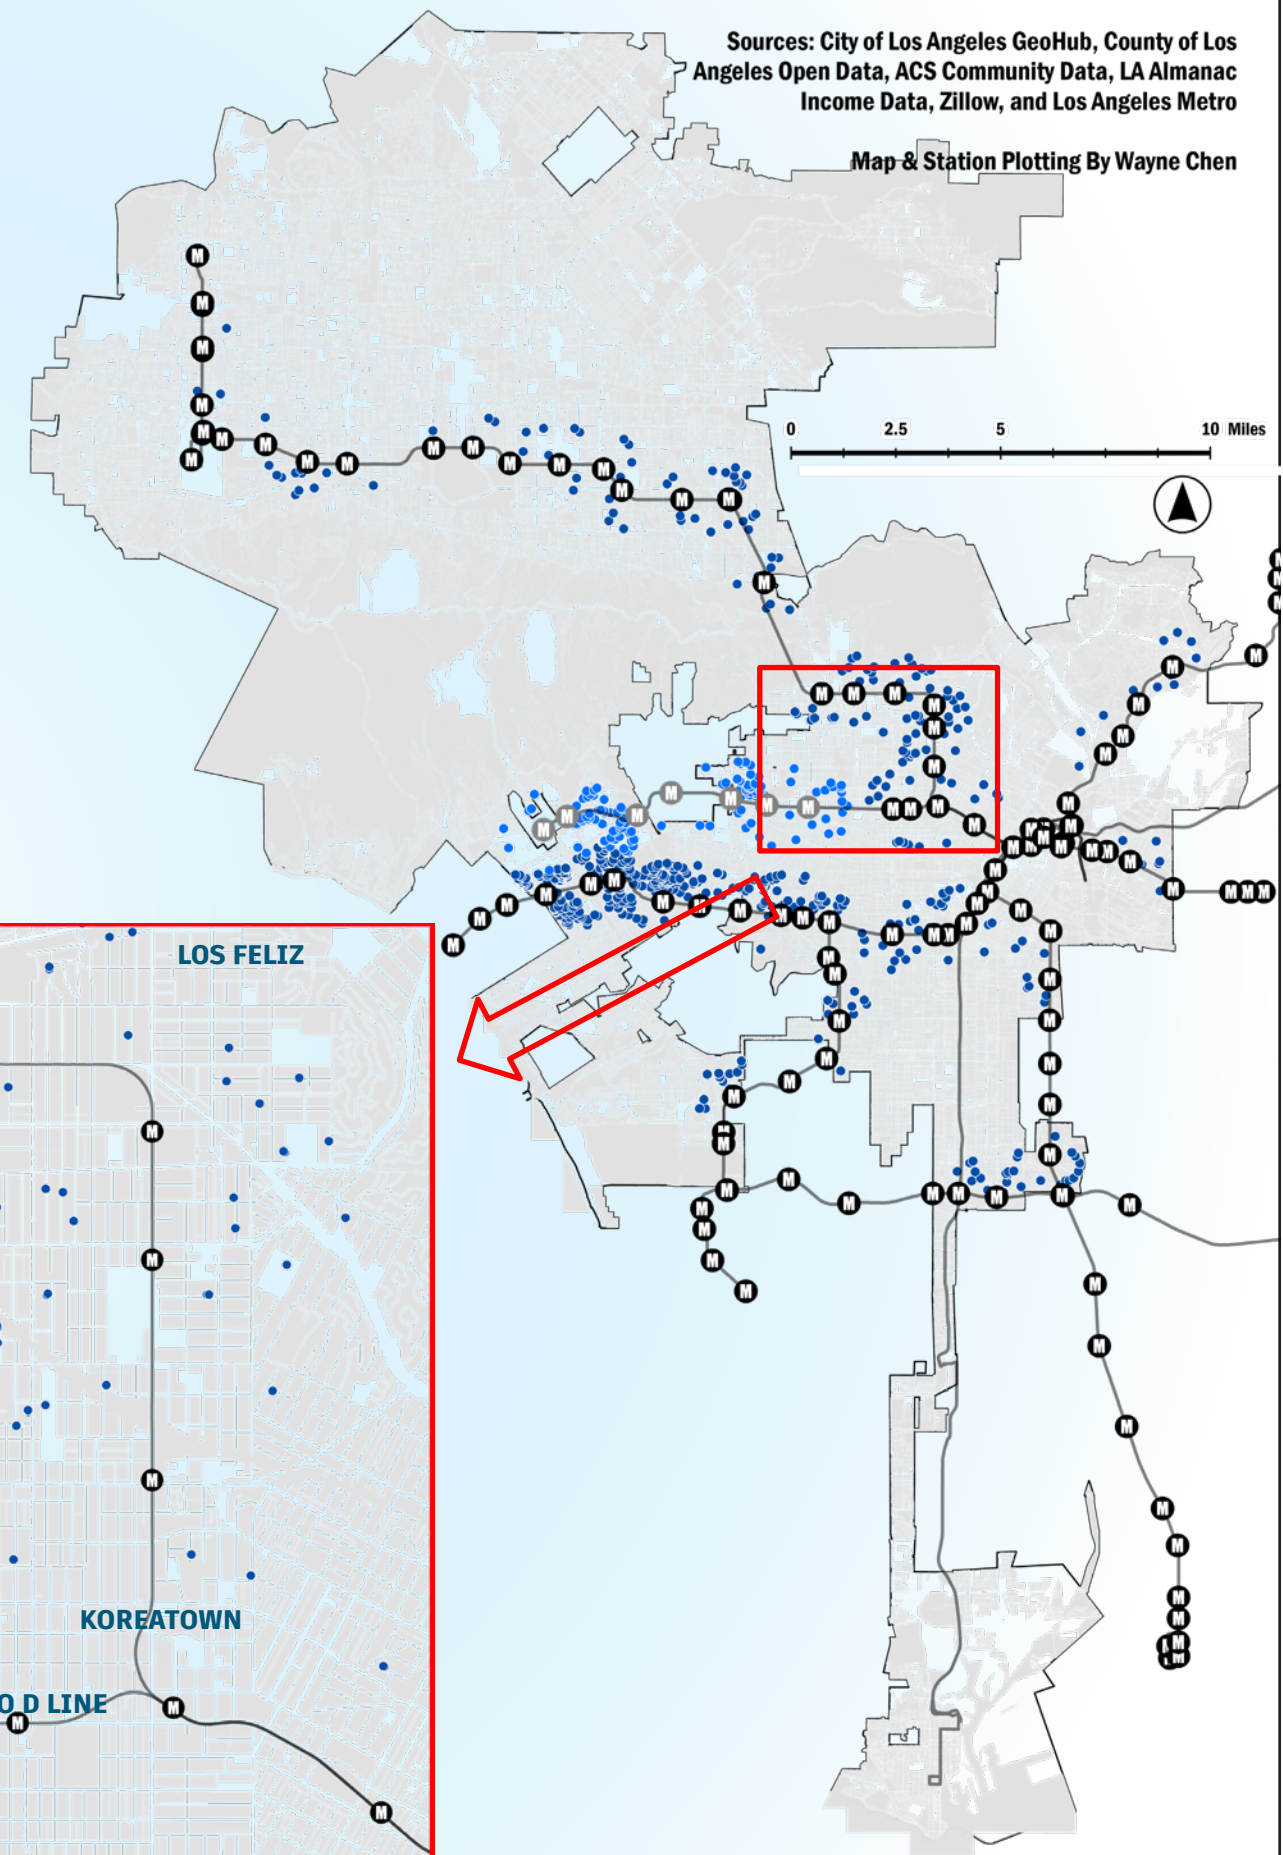 Sources: City of Los Angeles GeoHub, County of Los
Angeles Open Data, ACS Community Data, LA Almanac
Income Data, Zillow, and Los Angeles Metro
Map & Station Plotting By Wayne Chen
0 2.5 5 10 Miles
LOS FELIZ
KOREATOWN
O D LINE